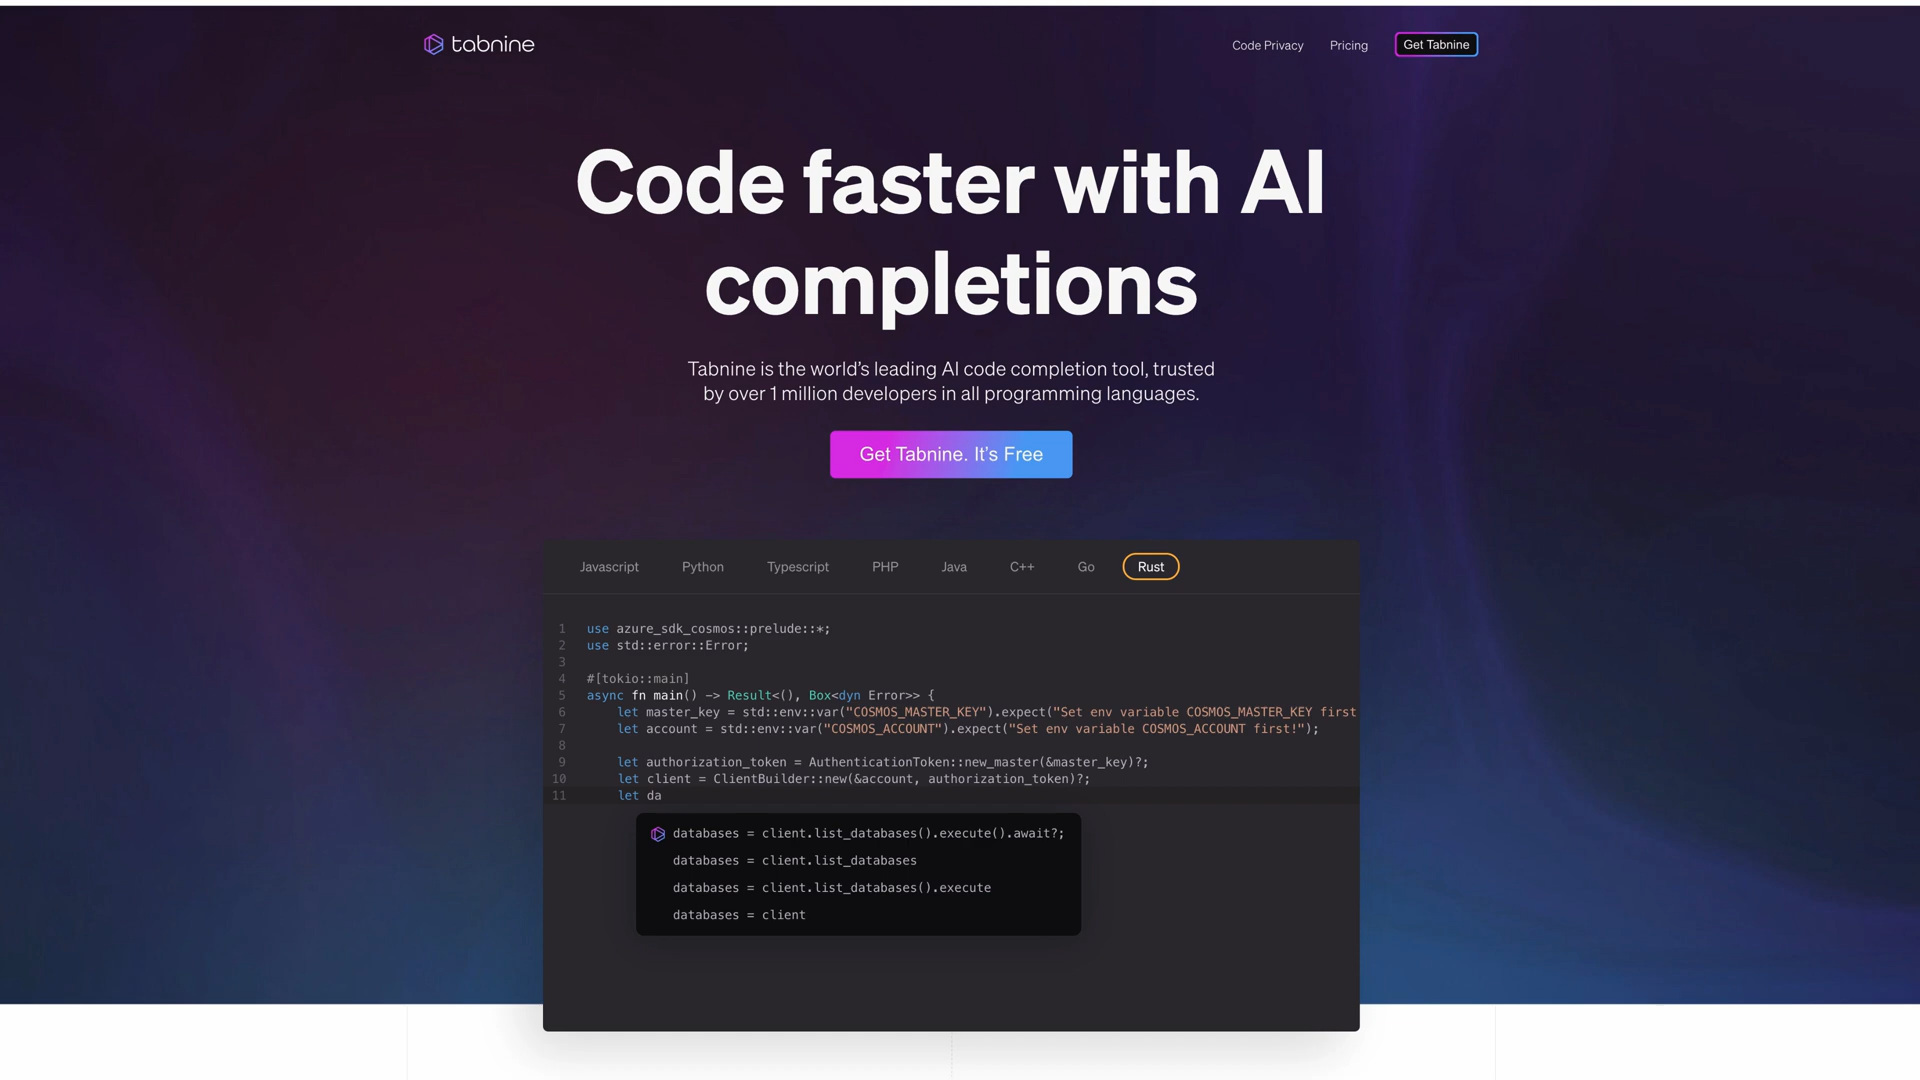 tabnine
Code Privacy
Pricing
Get Tabnine
Code faster with AI
completions
Tabnine is the world’s leading AI code completion tool, trusted
by over 1 million developers in all programming languages.
Get Tabnine. It’s Free
Javascript Python Typescript PHP Java C++ Go Rust
1 use azure_sdk_cosmos::prelude::*;
2 use std::error::Error;
3
4 #[tokio::main]
5 async fn main() -> Result<(), Box<dyn Error>> {
6 let master_key = std::env::var("COSMOS_MASTER_KEY").expect("Set env variable COSMOS_MASTER_KEY first
7 let account = std::env::var("COSMOS_ACCOUNT").expect("Set env variable COSMOS_ACCOUNT first!");
8
9 let authorization_token = AuthenticationToken::new_master(&master_key)?;
10 let client = ClientBuilder::new(&account, authorization_token)?;
11 let da
databases = client.list_databases().execute().await?;
databases = client.list_databases
databases = client.list_databases().execute
databases = client